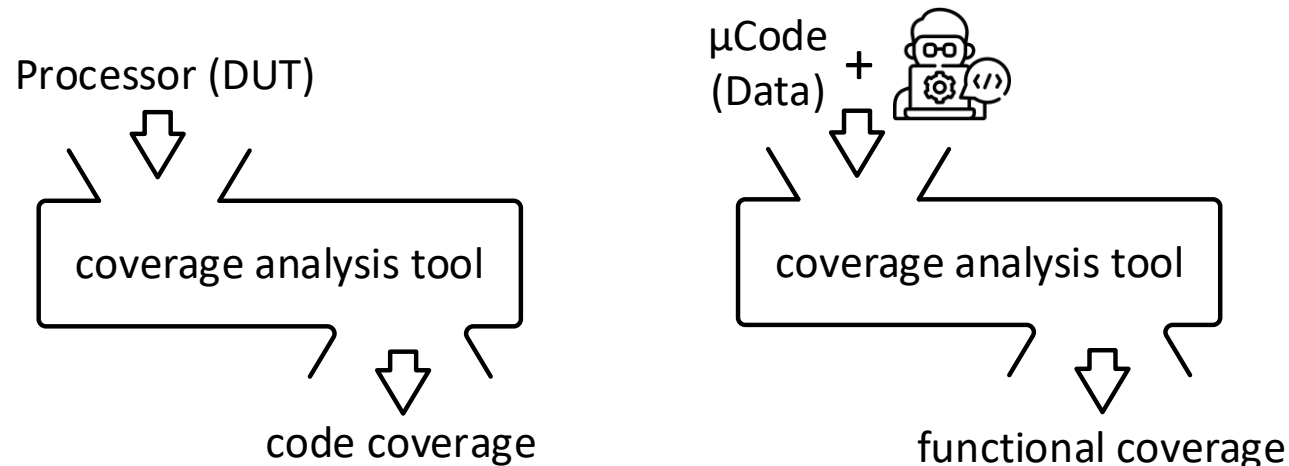 Processor (DUT)
coverage analysis tool
code coverage
µCode
(Data)
+
</>
coverage analysis tool
functional coverage